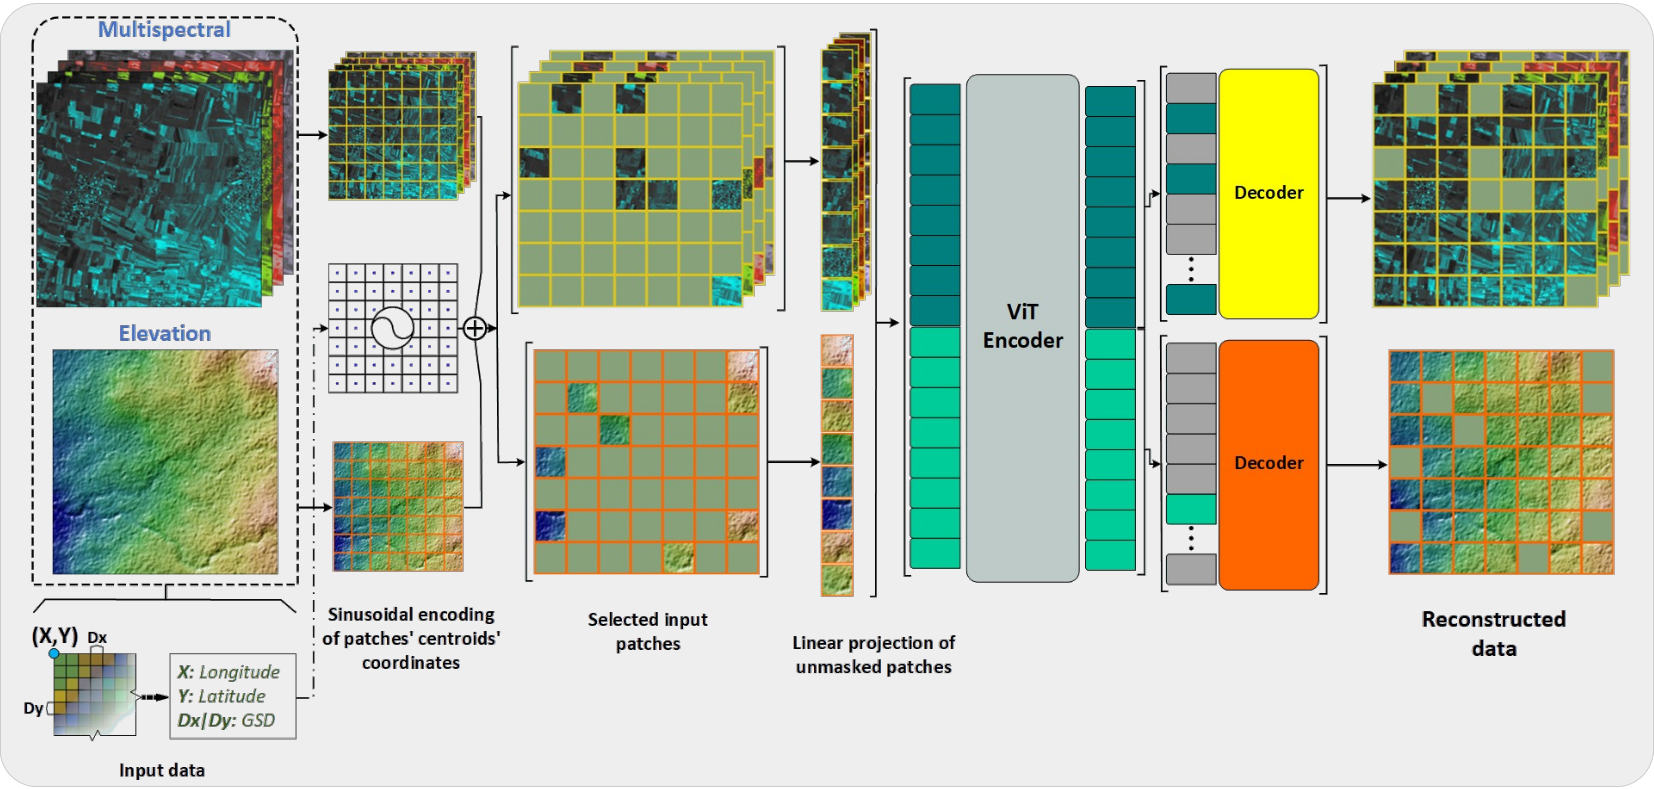 Multispectral
Elevation
(X,Y)
Dx
Dy
X: Longitude
Y: Latitude
Dx|Dy: GSD
Input data
Sinusoidal encoding
of patches' centroids'
coordinates
Selected input
patches
Linear projection of
unmasked patches
ViT
Encoder
Decoder
Decoder
Reconstructed
data